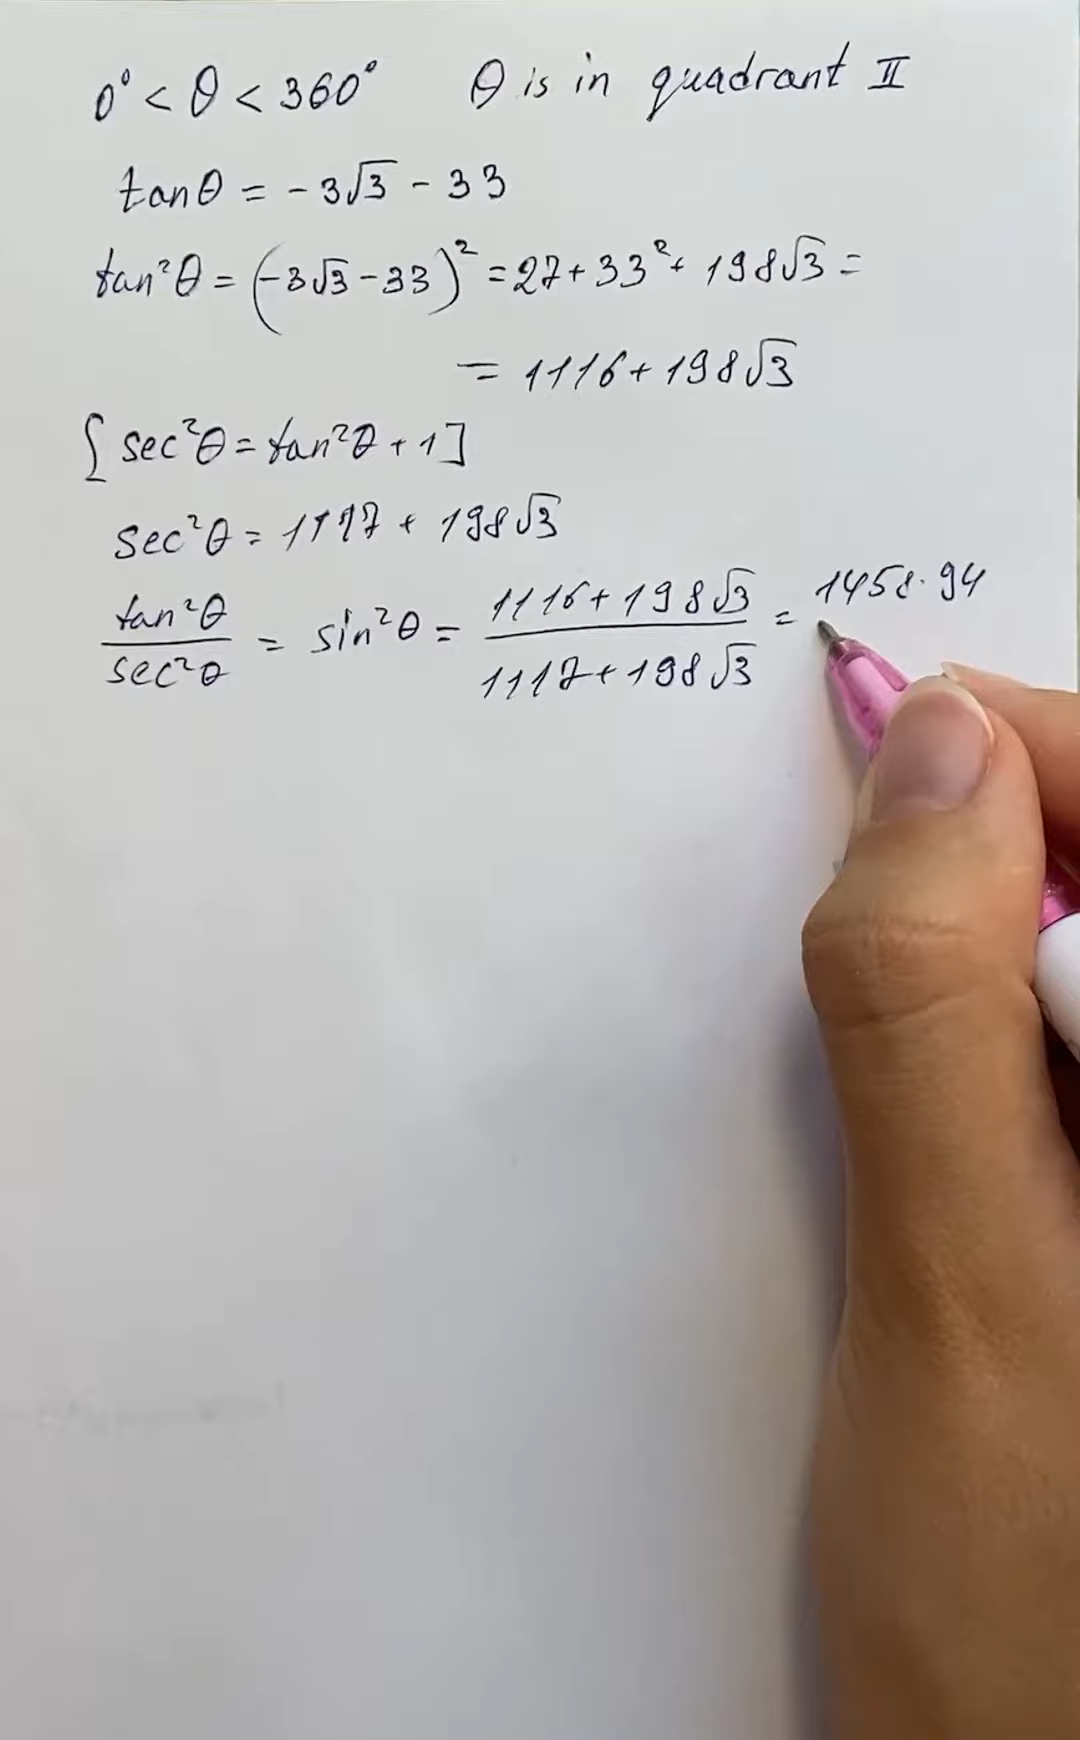 0° < θ < 360° θ is in quadrant II
tanθ = -3√3 - 33
tan²θ = (-3√3 - 33)² = 27 + 33² + 198√3 =
= 1116 + 198√3
[sec²θ = tan²θ + 1]
sec²θ = 1117 + 198√3
tan²θ/sec²θ = sin²θ = (1116 + 198√3)/(1117 + 198√3) = 1458.94